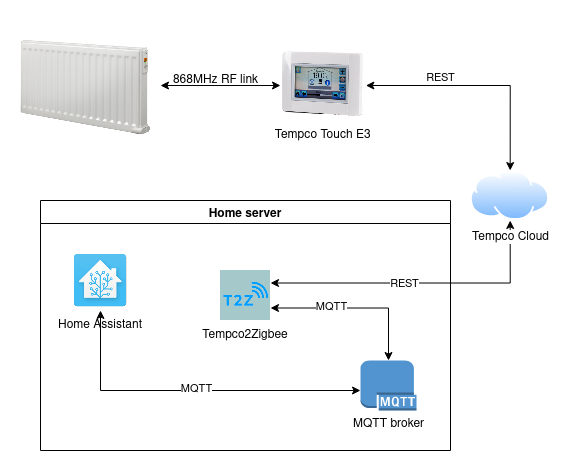 868MHz RF link
REST
Tempco Touch E3
Home server
Tempco Cloud
T2Z
REST
MQTT
Home Assistant
Tempco2Zigbee
MQTT
MQTT
MQTT broker